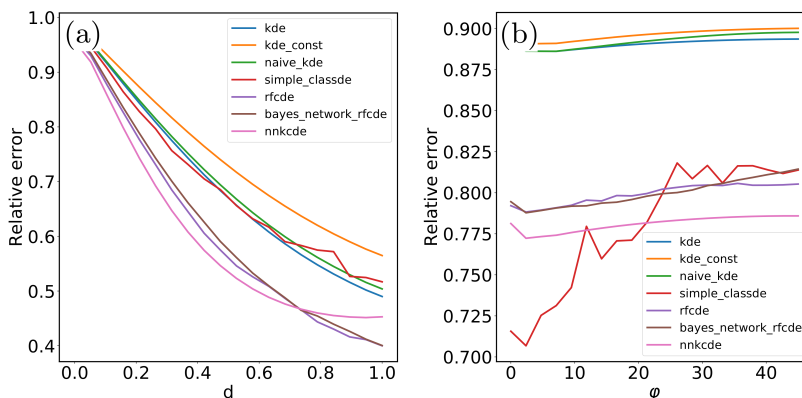 (a)
Relative error
1.0
0.9
0.8
0.7
0.6
0.5
0.4
0.0
0.2
0.4
0.6
0.8
1.0
d
kde
kde_const
naive_kde
simple_classde
rfcde
bayes_network_rfcde
nnkcde
(b)
Relative error
0.900
0.875
0.850
0.825
0.800
0.775
0.750
0.725
0.700
0
10
20
30
40
φ
kde
kde_const
naive_kde
simple_classde
rfcde
bayes_network_rfcde
nnkcde